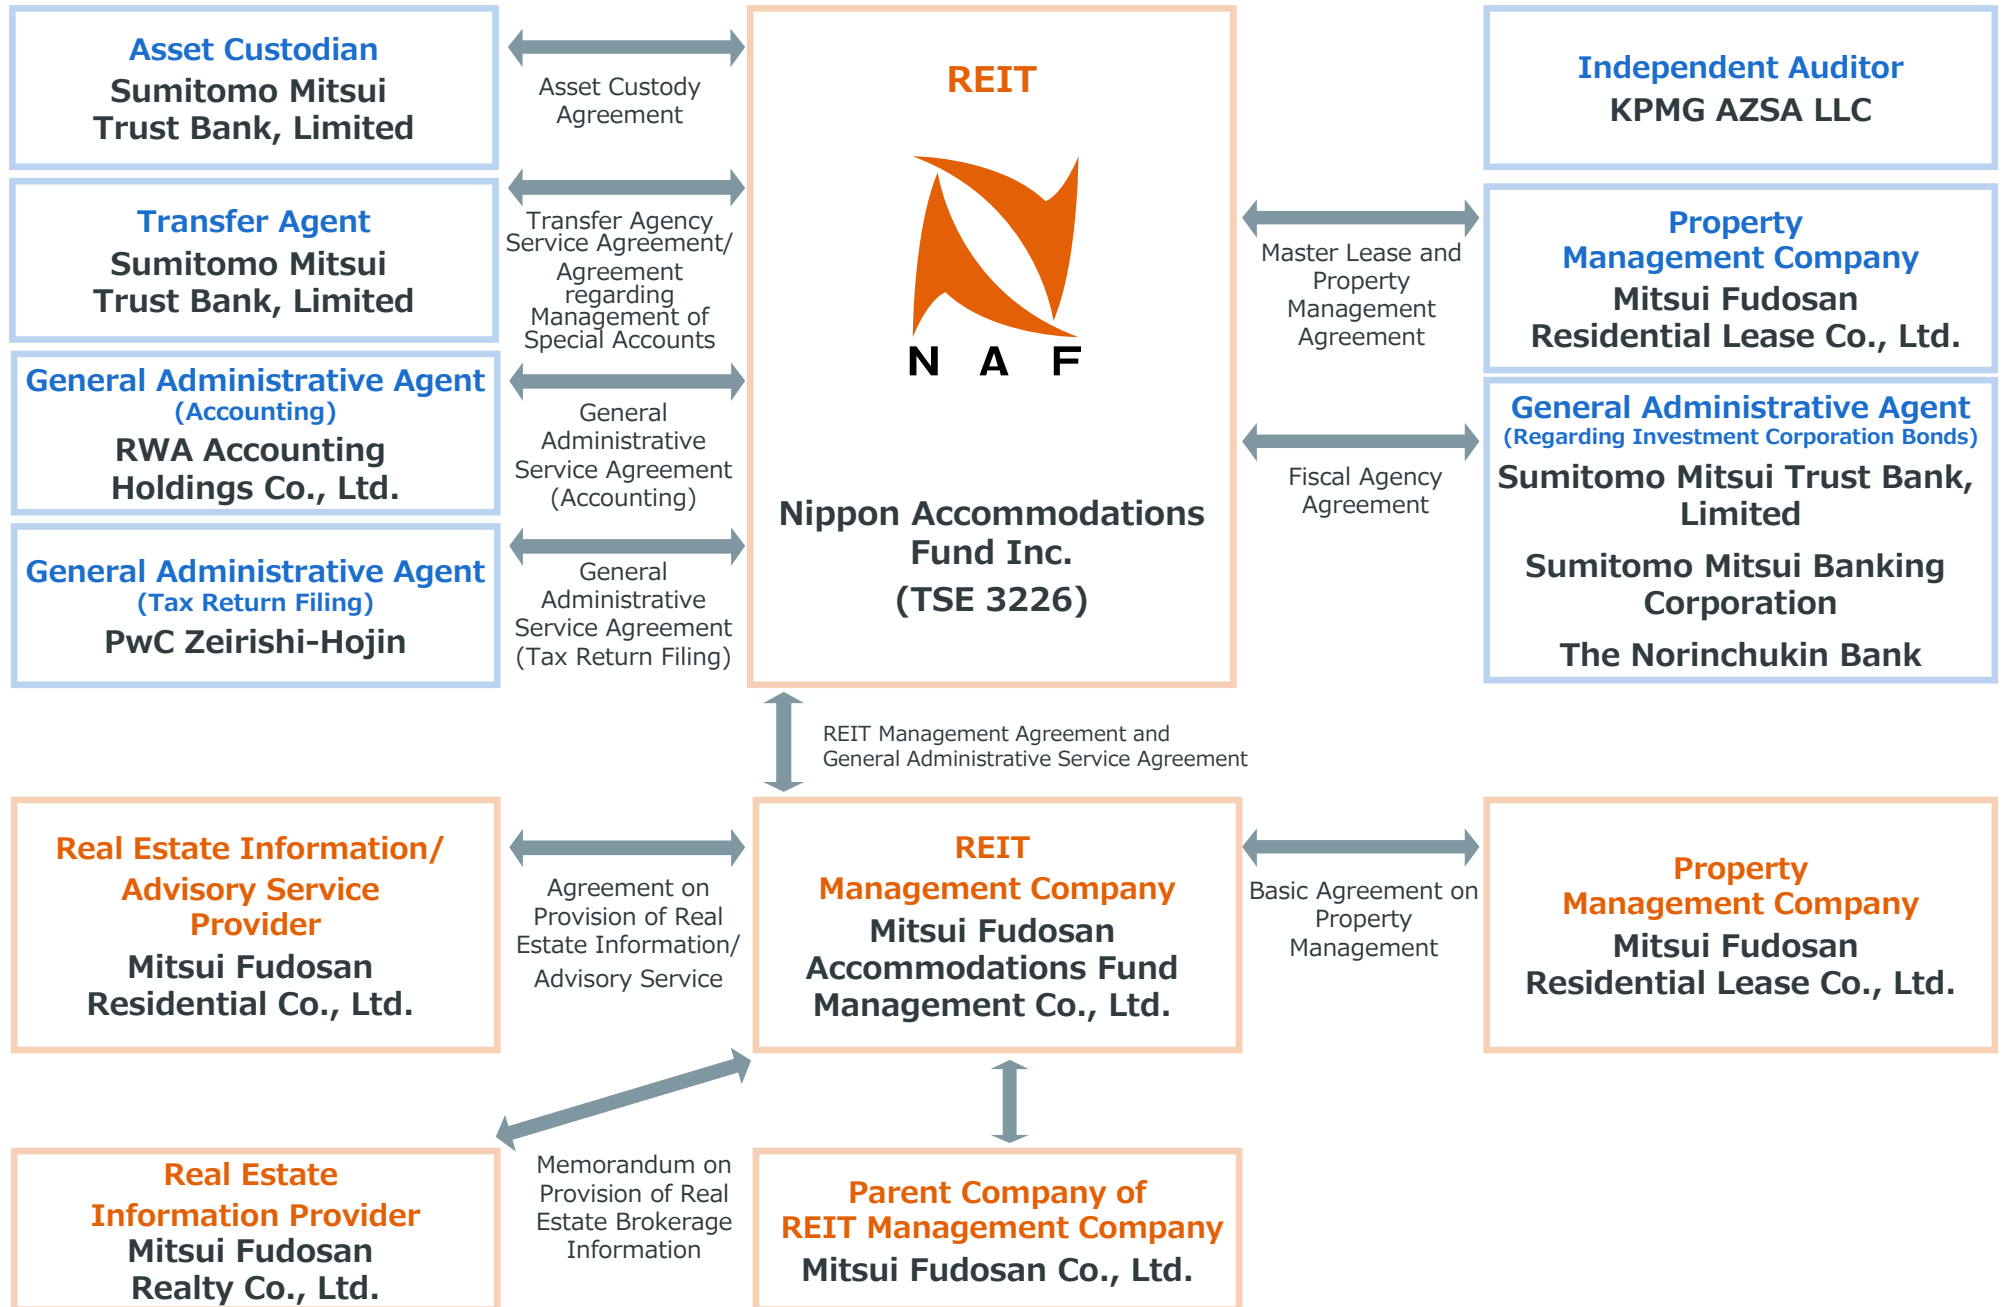 Asset Custodian
Sumitomo Mitsui
Trust Bank, Limited
Asset Custody
Agreement
Transfer Agent
Sumitomo Mitsui
Trust Bank, Limited
Transfer Agency
Service Agreement/
Agreement
regarding
Management of
Special Accounts
General Administrative Agent
(Accounting)
RWA Accounting
Holdings Co., Ltd.
General
Administrative
Service Agreement
(Accounting)
General Administrative Agent
(Tax Return Filing)
PwC Zeirishi-Hojin
General
Administrative
Service Agreement
(Tax Return Filing)
REIT
N A F
Nippon Accommodations
Fund Inc.
(TSE 3226)
Independent Auditor
KPMG AZSA LLC
Master Lease and
Property
Management
Agreement
Property
Management Company
Mitsui Fudosan
Residential Lease Co., Ltd.
Fiscal Agency
Agreement
General Administrative Agent
(Regarding Investment Corporation Bonds)
Sumitomo Mitsui Trust Bank,
Limited
Sumitomo Mitsui Banking
Corporation
The Norinchukin Bank
REIT Management Agreement and
General Administrative Service Agreement
Real Estate Information/
Advisory Service
Provider
Mitsui Fudosan
Residential Co., Ltd.
Agreement on
Provision of Real
Estate Information/
Advisory Service
REIT
Management Company
Mitsui Fudosan
Accommodations Fund
Management Co., Ltd.
Basic Agreement on
Property
Management
Property
Management Company
Mitsui Fudosan
Residential Lease Co., Ltd.
Real Estate
Information Provider
Mitsui Fudosan
Realty Co., Ltd.
Memorandum on
Provision of Real
Estate Brokerage
Information
Parent Company of
REIT Management Company
Mitsui Fudosan Co., Ltd.